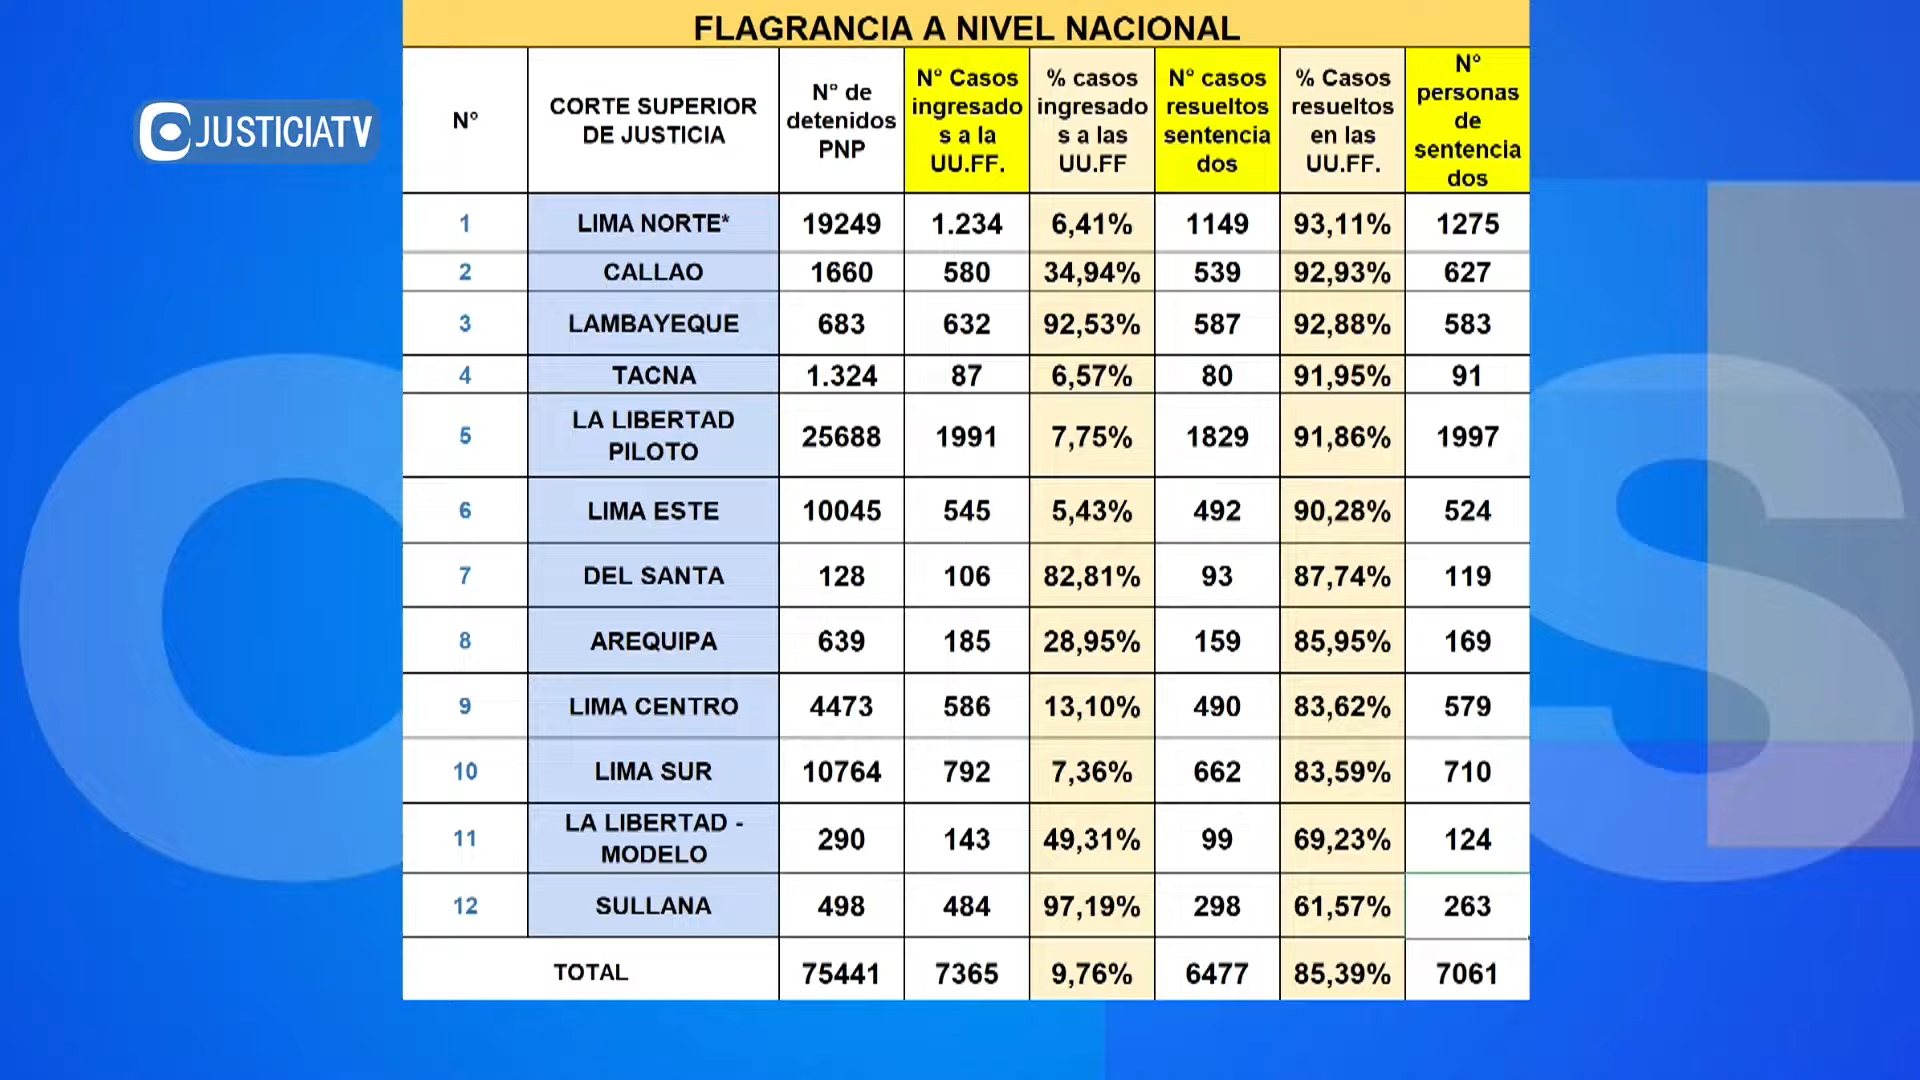 FLAGRANCIA A NIVEL NACIONAL
JUSTICIATV
N°
CORTE SUPERIOR
DE JUSTICIA
N° de
detenidos
PNP
N° Casos
ingresado
s a la
UU.FF.
% casos
ingresado
s a las
UU.FF
N° casos
resueltos
sentencia
dos
% Casos
resueltos
en las
UU.FF.
N°
personas
de
sentencia
dos
1 LIMA NORTE* 19249 1.234 6,41% 1149 93,11% 1275
2 CALLAO 1660 580 34,94% 539 92,93% 627
3 LAMBAYEQUE 683 632 92,53% 587 92,88% 583
4 TACNA 1.324 87 6,57% 80 91,95% 91
5 LA LIBERTAD
PILOTO 25688 1991 7,75% 1829 91,86% 1997
6 LIMA ESTE 10045 545 5,43% 492 90,28% 524
7 DEL SANTA 128 106 82,81% 93 87,74% 119
8 AREQUIPA 639 185 28,95% 159 85,95% 169
9 LIMA CENTRO 4473 586 13,10% 490 83,62% 579
10 LIMA SUR 10764 792 7,36% 662 83,59% 710
11 LA LIBERTAD -
MODELO 290 143 49,31% 99 69,23% 124
12 SULLANA 498 484 97,19% 298 61,57% 263
TOTAL 75441 7365 9,76% 6477 85,39% 7061